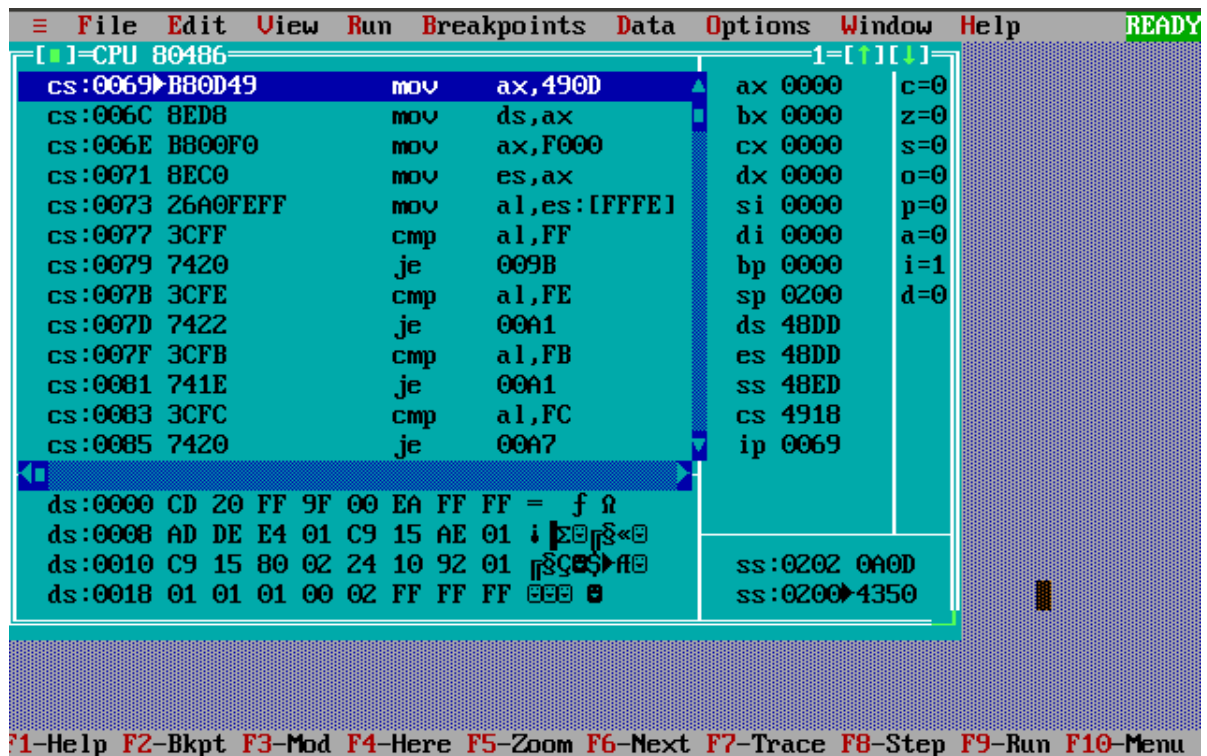 ≡ File Edit View Run Breakpoints Data Options Window Help READY
[■]=CPU 80486 1=[↑][↓]
cs:0069►B80D49 mov ax,490D ax 0000 c=0
cs:006C 8ED8 mov ds,ax bx 0000 z=0
cs:006E B800F0 mov ax,F000 cx 0000 s=0
cs:0071 8EC0 mov es,ax dx 0000 o=0
cs:0073 26A0FEFF mov al,es:[FFFE] si 0000 p=0
cs:0077 3CFF cmp al,FF di 0000 a=0
cs:0079 7420 je 009B bp 0000 i=1
cs:007B 3CFE cmp al,FE sp 0200 d=0
cs:007D 7422 je 00A1 ds 48DD
cs:007F 3CFB cmp al,FB es 48DD
cs:0081 741E je 00A1 ss 48ED
cs:0083 3CFC cmp al,FC cs 4918
cs:0085 7420 je 00A7 ip 0069
ds:0000 CD 20 FF 9F 00 EA FF FF = ƒ Ω
ds:0008 AD DE E4 01 C9 15 AE 01 ¡▐Σ☺╔§«☺
ds:0010 C9 15 80 02 24 10 92 01 ╔§Ç☻$►Æ☺ ss:0202 0A0D
ds:0018 01 01 01 00 02 FF FF FF ☺☺☺ ☻ ss:0200►4350
F1-Help F2-Bkpt F3-Mod F4-Here F5-Zoom F6-Next F7-Trace F8-Step F9-Run F10-Menu